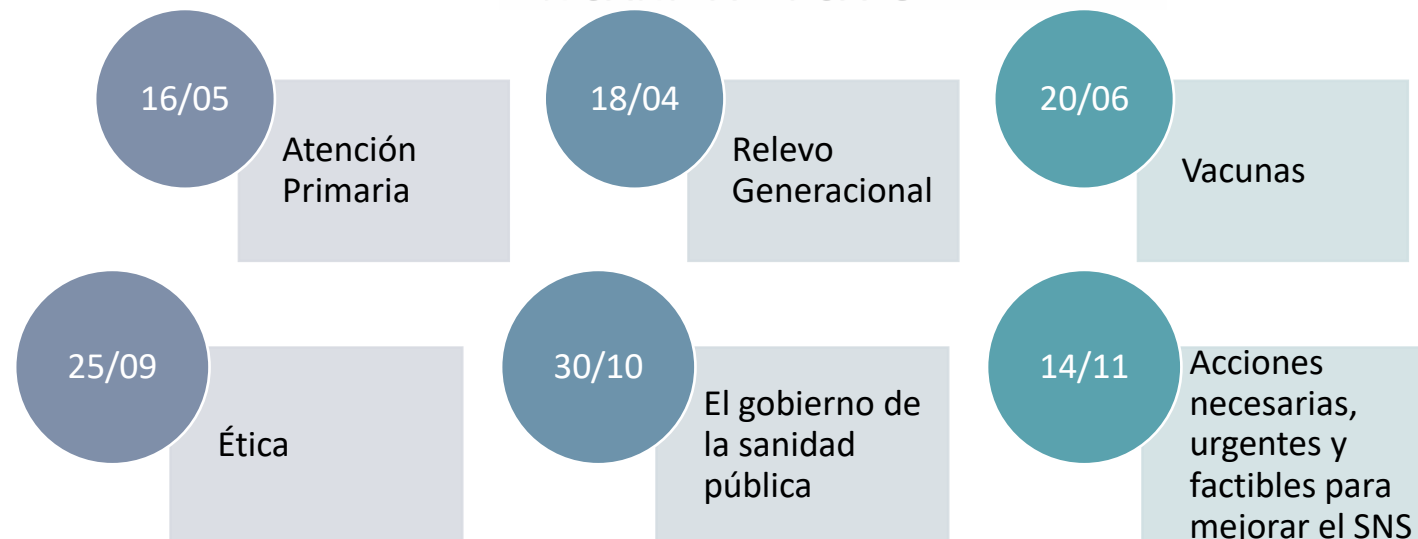 16/05
Atención
Primaria
18/04
Relevo
Generacional
20/06
Vacunas
25/09
Ética
30/10
El gobierno de
la sanidad
pública
14/11
Acciones
necesarias,
urgentes y
factibles para
mejorar el SNS